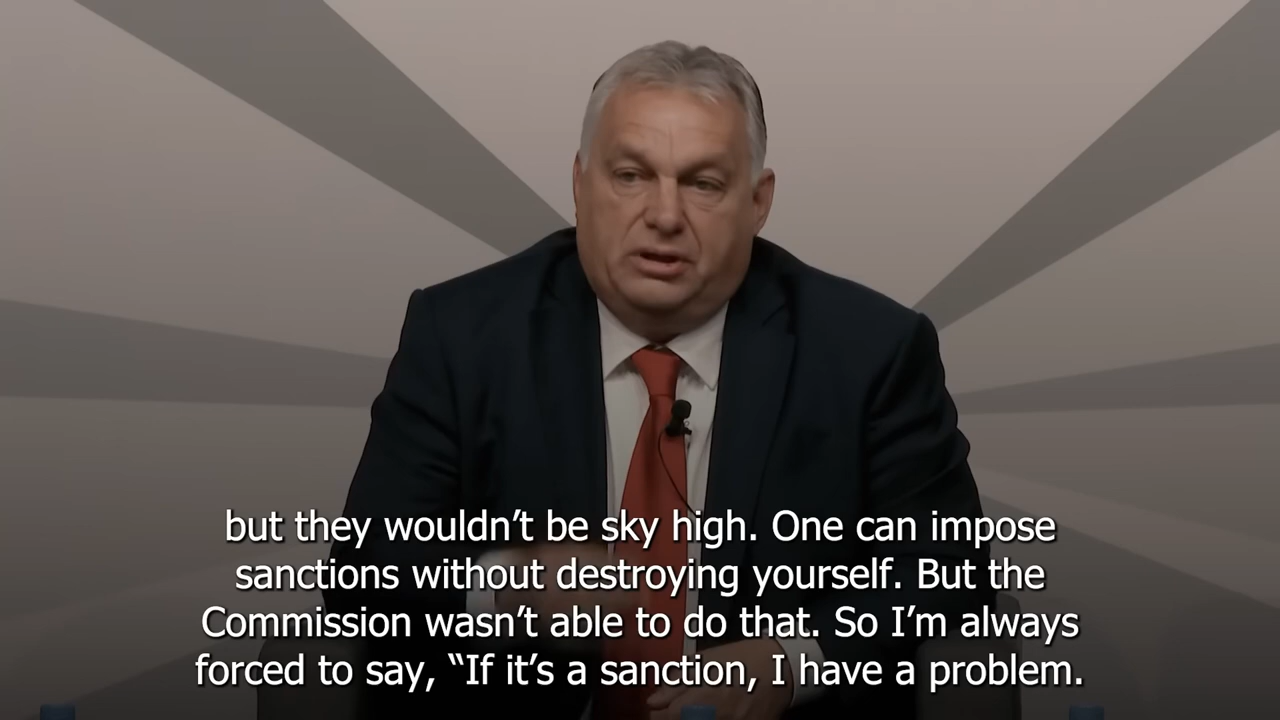 but they wouldn’t be sky high. One can impose
sanctions without destroying yourself. But the
Commission wasn’t able to do that. So I’m always
forced to say, “If it’s a sanction, I have a problem.